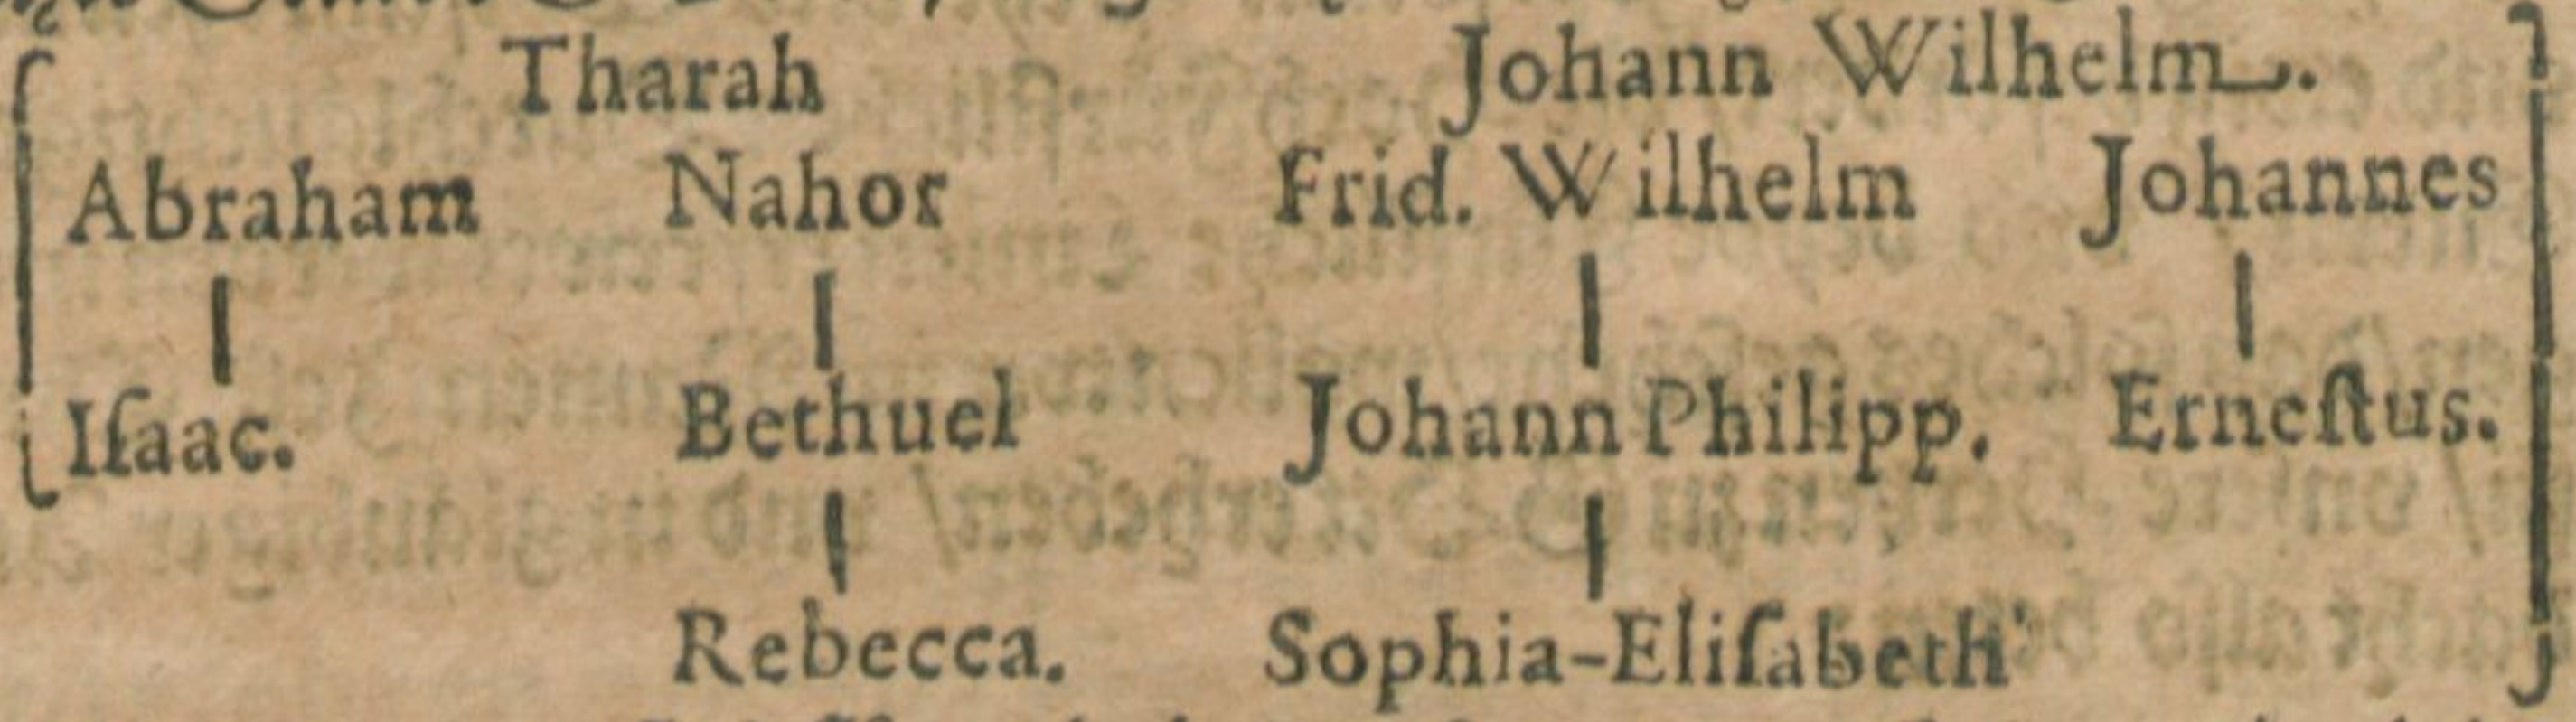 Tharah Johann Wilhelm.
Abraham Nahor Frid. Wilhelm Johannes
Iſaac. Bethuel Johann Philipp. Erneſtus.
Rebecca. Sophia-Eliſabeth